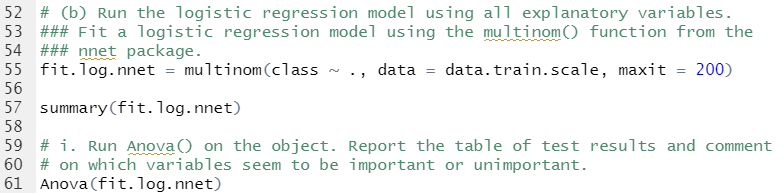 52 # (b) Run the logistic regression model using all explanatory variables.
53 ### Fit a logistic regression model using the multinom() function from the
54 ### nnet package.
55 fit.log.nnet = multinom(class ~ ., data = data.train.scale, maxit = 200)
56
57 summary(fit.log.nnet)
58
59 # i. Run Anova() on the object. Report the table of test results and comment
60 # on which variables seem to be important or unimportant.
61 Anova(fit.log.nnet)